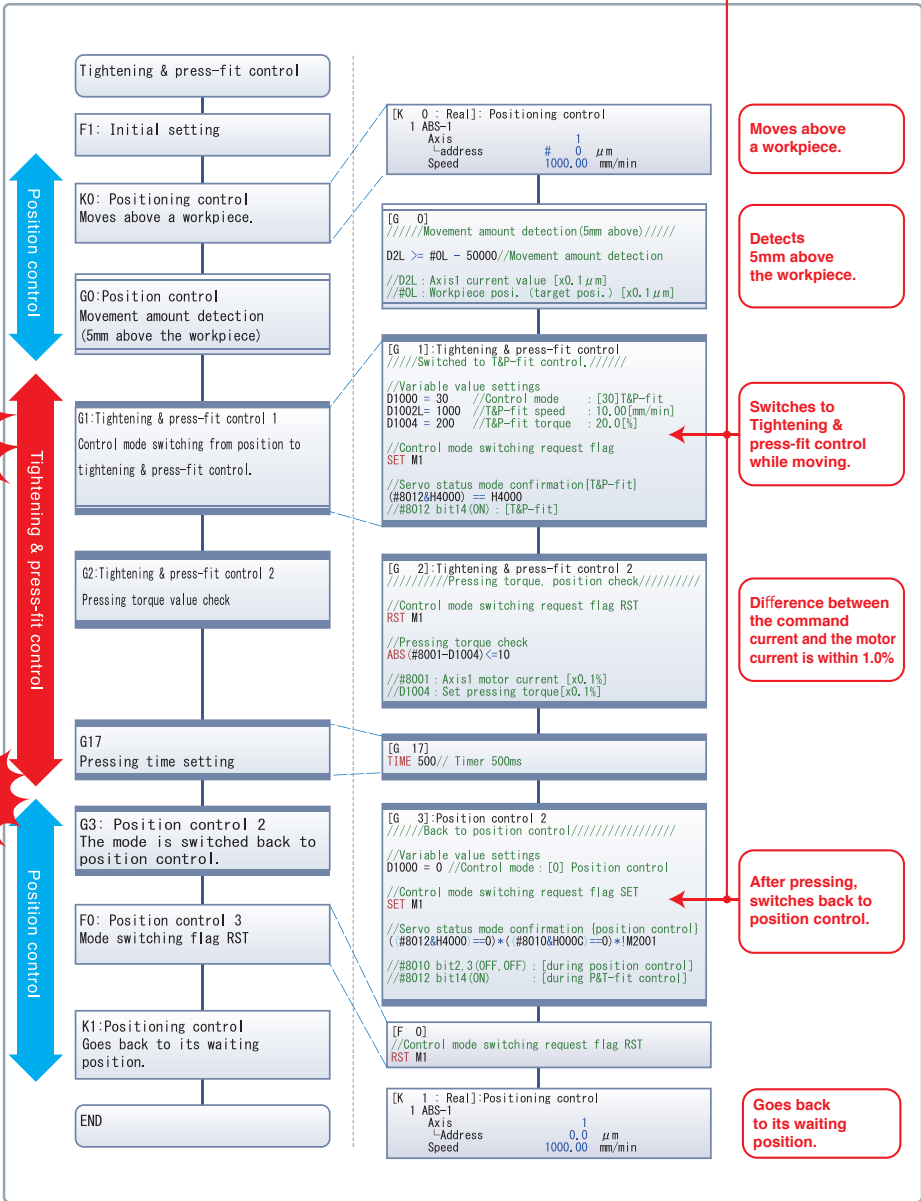 Tightening & press-fit control
F1: Initial setting
K0: Positioning control
Moves above a workpiece.
G0:Position control
Movement amount detection
(5mm above the workpiece)
G1:Tightening & press-fit control 1
Control mode switching from position to
tightening & press-fit control.
G2:Tightening & press-fit control 2
Pressing torque value check
G17
Pressing time setting
G3: Position control 2
The mode is switched back to
position control.
F0: Position control 3
Mode switching flag RST
K1:Positioning control
Goes back to its waiting
position.
END
Position control
Tightening & press-fit control
Position control
[K 0 : Real]: Positioning control
1 ABS-1
Axis 1
└address # 0 μm
Speed 1000.00 mm/min
[G 0]
//////Movement amount detection(5mm above)/////
D2L >= #0L - 50000//Movement amount detection
//D2L : Axis1 current value [x0.1μm]
//#0L : Workpiece posi. (target posi.) [x0.1μm]
[G 1]:Tightening & press-fit control
/////Switched to T&P-fit control.//////
//Variable value settings
D1000 = 30 //Control mode : [30]T&P-fit
D1002L= 1000 //T&P-fit speed : 10.00[mm/min]
D1004 = 200 //T&P-fit torque : 20.0[%]
//Control mode switching request flag
SET M1
//Servo status mode confirmation{T&P-fit}
(#8012&H4000) == H4000
//#8012 bit14(ON) : [T&P-fit]
[G 2]:Tightening & press-fit control 2
//////////Pressing torque, position check//////////
//Control mode switching request flag RST
RST M1
//Pressing torque check
ABS(#8001-D1004)<=10
//#8001 : Axis1 motor current [x0.1%]
//D1004 : Set pressing torque[x0.1%]
[G 17]
TIME 500// Timer 500ms
[G 3]:Position control 2
//////Back to position control/////////////////
//Variable value settings
D1000 = 0 //Control mode : [0] Position control
//Control mode switching request flag SET
SET M1
//Servo status mode confirmation {position control}
((#8012&H4000)==0)*((#8010&H000C)==0)*!M2001
//#8010 bit2,3(OFF,OFF) : [during position control]
//#8012 bit14(ON) : [during P&T-fit control]
[F 0]
//Control mode switching request flag RST
RST M1
[K 1 : Real]:Positioning control
1 ABS-1
Axis 1
└Address 0.0 μm
Speed 1000.00 mm/min
Moves above
a workpiece.
Detects
5mm above
the workpiece.
Switches to
Tightening &
press-fit control
while moving.
Difference between
the command
current and the motor
current is within 1.0%
After pressing,
switches back to
position control.
Goes back
to its waiting
position.